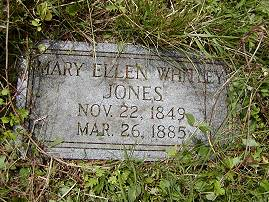 MARY ELLEN WHITLEY
JONES
NOV. 22, 1849
MAR. 26, 1885